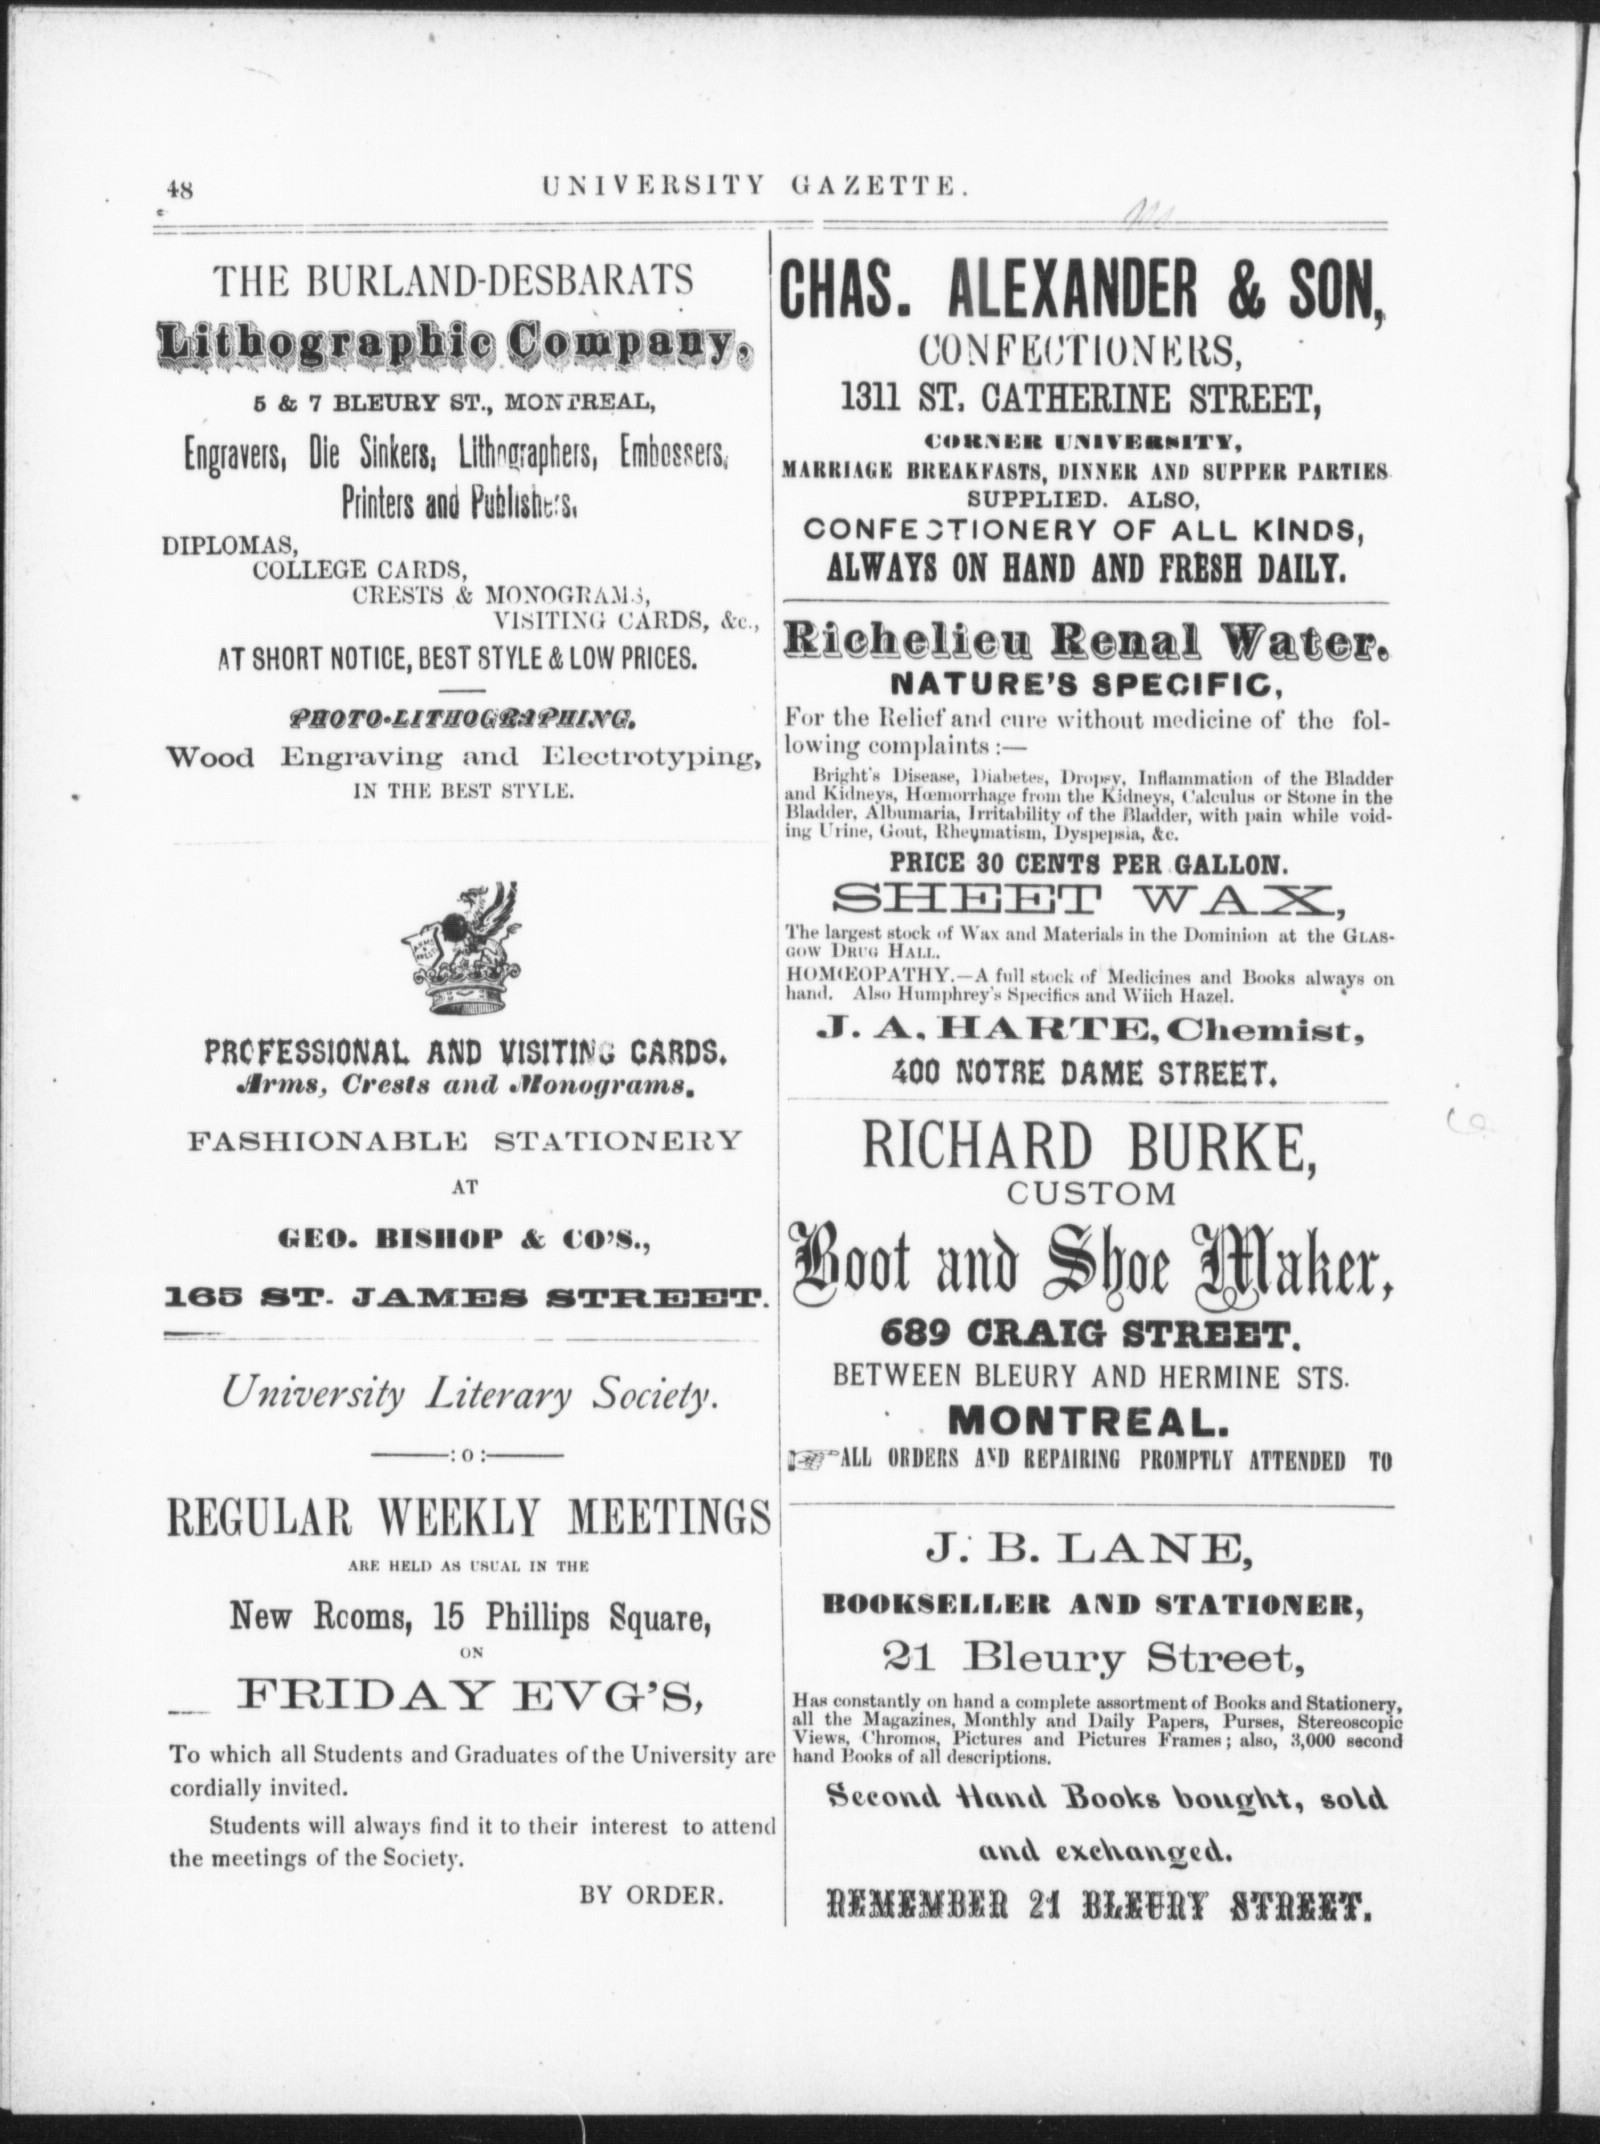 48
UNIVERSITY GAZETTE.
THE BURLAND-DESBARATS
Lithographic Company,
5 & 7 BLEURY ST., MONTREAL,
Engravers, Die Sinkers, Lithographers, Embossers,
Printers and Publishers.
DIPLOMAS,
COLLEGE CARDS,
CRESTS & MONOGRAMS,
VISITING CARDS, &c.,
AT SHORT NOTICE, BEST STYLE & LOW PRICES.
PHOTO-LITHOGRAPHING.
Wood Engraving and Electrotyping,
IN THE BEST STYLE.
ARMS
&
CRESTS
PROFESSIONAL AND VISITING CARDS.
Arms, Crests and Monograms.
FASHIONABLE STATIONERY
AT
GEO. BISHOP & CO'S.,
165 ST. JAMES STREET.
University Literary Society.
:o:
REGULAR WEEKLY MEETINGS
ARE HELD AS USUAL IN THE
New Rooms, 15 Phillips Square,
ON
FRIDAY EVG'S,
To which all Students and Graduates of the University are
cordially invited.
Students will always find it to their interest to attend
the meetings of the Society.
BY ORDER.
CHAS. ALEXANDER & SON,
CONFECTIONERS,
1311 ST. CATHERINE STREET,
CORNER UNIVERSITY,
MARRIAGE BREAKFASTS, DINNER AND SUPPER PARTIES
SUPPLIED. ALSO,
CONFECTIONERY OF ALL KINDS,
ALWAYS ON HAND AND FRESH DAILY.
Richelieu Renal Water.
NATURE'S SPECIFIC,
For the Relief and cure without medicine of the fol-
lowing complaints :—
Bright's Disease, Diabetes, Dropsy, Inflammation of the Bladder
and Kidneys, Hœmorrhage from the Kidneys, Calculus or Stone in the
Bladder, Albumaria, Irritability of the Bladder, with pain while void-
ing Urine, Gout, Rheymatism, Dyspepsia, &c.
PRICE 30 CENTS PER GALLON.
SHEET WAX,
The largest stock of Wax and Materials in the Dominion at the GLAS-
GOW DRUG HALL.
HOMŒOPATHY.—A full stock of Medicines and Books always on
hand. Also Humphrey's Specifics and Wiich Hazel.
J. A. HARTE, Chemist,
400 NOTRE DAME STREET.
RICHARD BURKE,
CUSTOM
Boot and Shoe Maker,
689 CRAIG STREET.
BETWEEN BLEURY AND HERMINE STS.
MONTREAL.
ALL ORDERS AND REPAIRING PROMPTLY ATTENDED TO
J. B. LANE,
BOOKSELLER AND STATIONER,
21 Bleury Street,
Has constantly on hand a complete assortment of Books and Stationery,
all the Magazines, Monthly and Daily Papers, Purses, Stereoscopic
Views, Chromos, Pictures and Pictures Frames; also, 3,000 second
hand Books of all descriptions.
Second Hand Books bought, sold
and exchanged.
REMEMBER 21 BLEURY STREET.